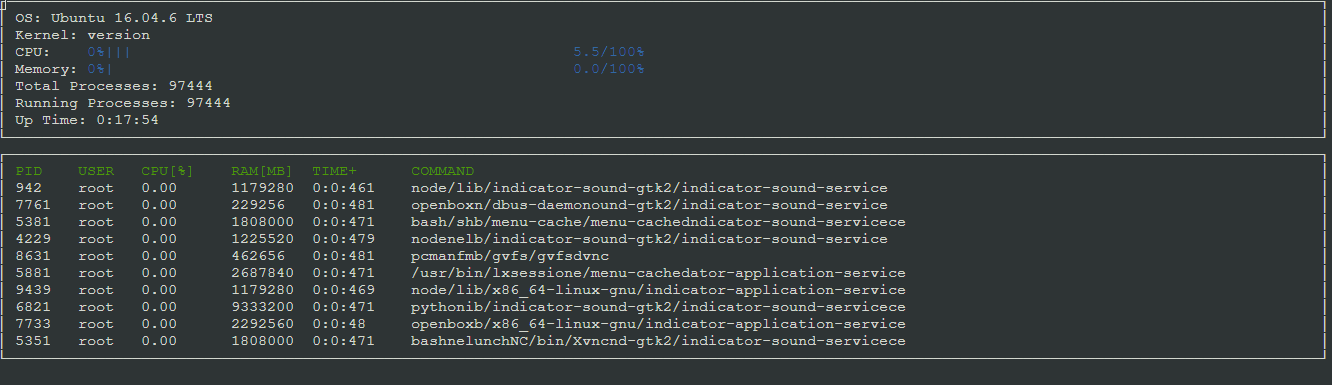 OS: Ubuntu 16.04.6 LTS
Kernel: version
CPU: 0%||| 5.5/100%
Memory: 0%| 0.0/100%
Total Processes: 97444
Running Processes: 97444
Up Time: 0:17:54
PID USER CPU[%] RAM[MB] TIME+ COMMAND
942 root 0.00 1179280 0:0:461 node/lib/indicator-sound-gtk2/indicator-sound-service
7761 root 0.00 229256 0:0:481 openboxn/dbus-daemonound-gtk2/indicator-sound-service
5381 root 0.00 1808000 0:0:471 bash/shb/menu-cache/menu-cachedndicator-sound-servicece
4229 root 0.00 1225520 0:0:479 nodenelb/indicator-sound-gtk2/indicator-sound-service
8631 root 0.00 462656 0:0:481 pcmanfmb/gvfs/gvfsdvnc
5881 root 0.00 2687840 0:0:471 /usr/bin/lxsessione/menu-cachedator-application-service
9439 root 0.00 1179280 0:0:469 node/lib/x86_64-linux-gnu/indicator-application-service
6821 root 0.00 9333200 0:0:471 pythonib/indicator-sound-gtk2/indicator-sound-servicece
7733 root 0.00 2292560 0:0:48 openboxb/x86_64-linux-gnu/indicator-application-service
5351 root 0.00 1808000 0:0:471 bashnelunchNC/bin/Xvncnd-gtk2/indicator-sound-servicece